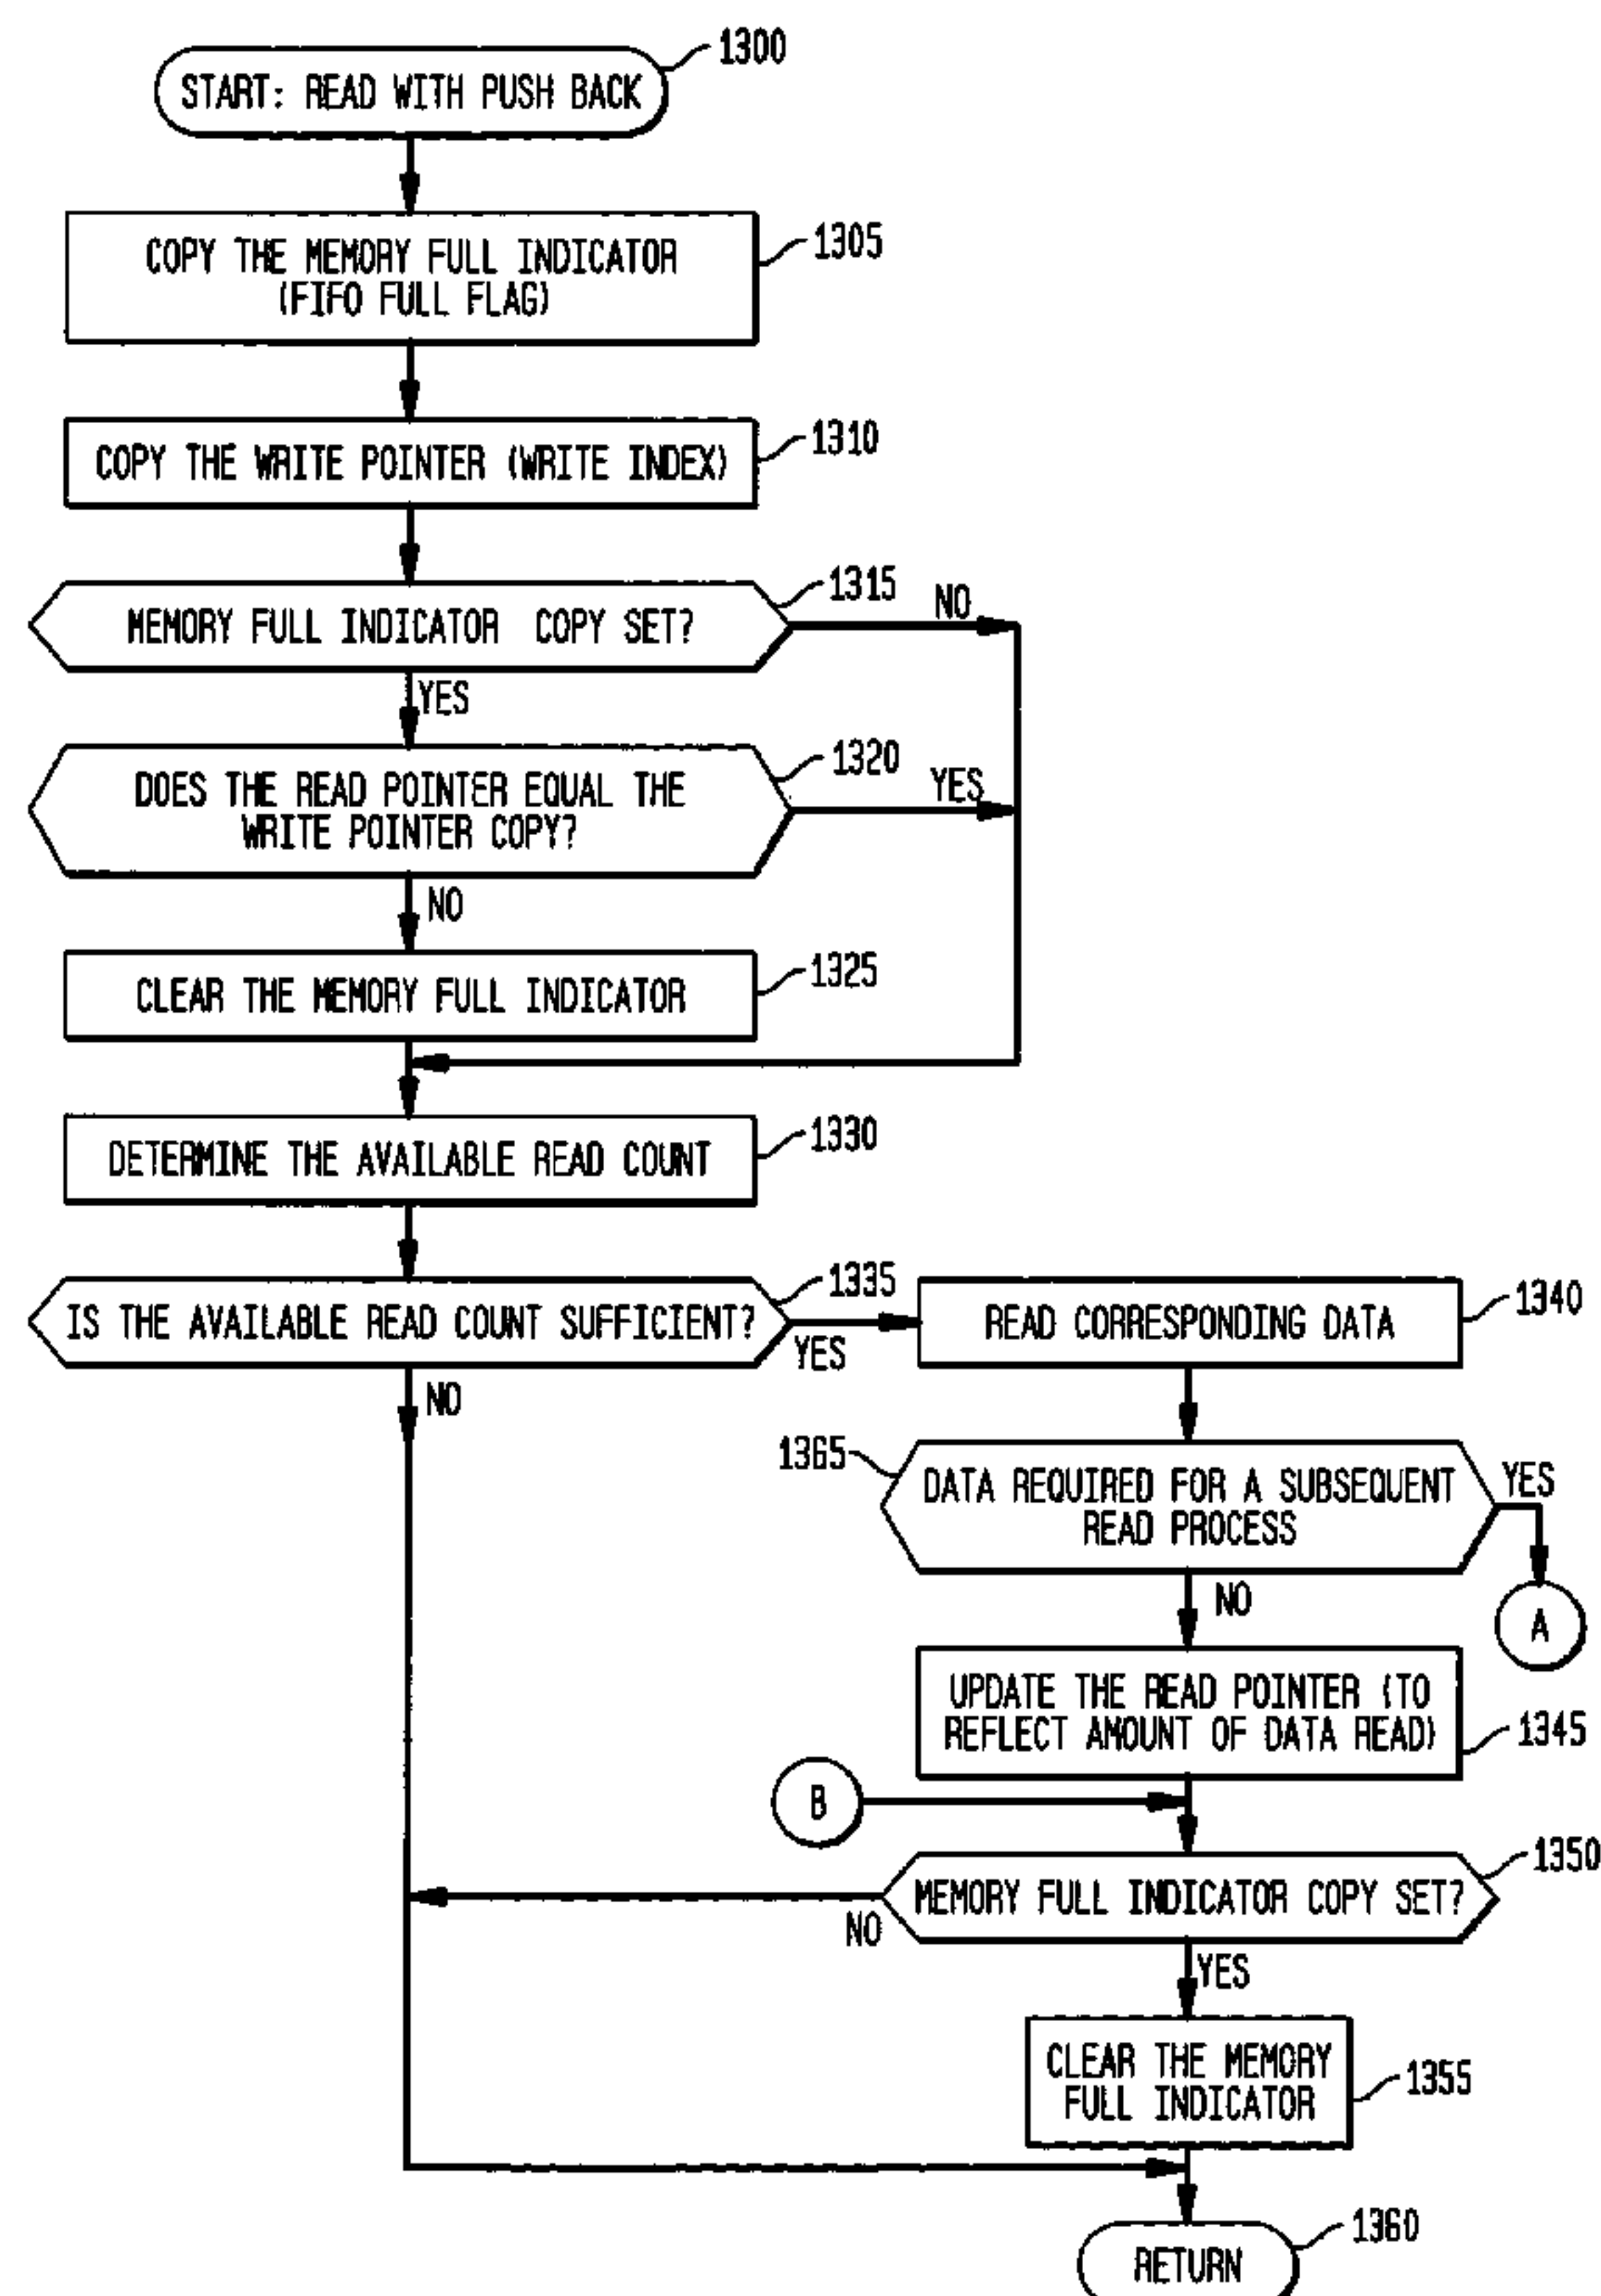 1300
START: READ WITH PUSH BACK
1305
COPY THE MEMORY FULL INDICATOR
(FIFO FULL FLAG)
1310
COPY THE WRITE POINTER (WRITE INDEX)
1315
MEMORY FULL INDICATOR COPY SET?
NO
YES
1320
DOES THE READ POINTER EQUAL THE
WRITE POINTER COPY?
YES
NO
1325
CLEAR THE MEMORY FULL INDICATOR
1330
DETERMINE THE AVAILABLE READ COUNT
1335
IS THE AVAILABLE READ COUNT SUFFICIENT?
YES
NO
1340
READ CORRESPONDING DATA
1365
DATA REQUIRED FOR A SUBSEQUENT
READ PROCESS
YES
A
NO
UPDATE THE READ POINTER (TO
REFLECT AMOUNT OF DATA READ)
1345
B
1350
MEMORY FULL INDICATOR COPY SET?
NO
YES
CLEAR THE MEMORY
FULL INDICATOR
1355
1360
RETURN